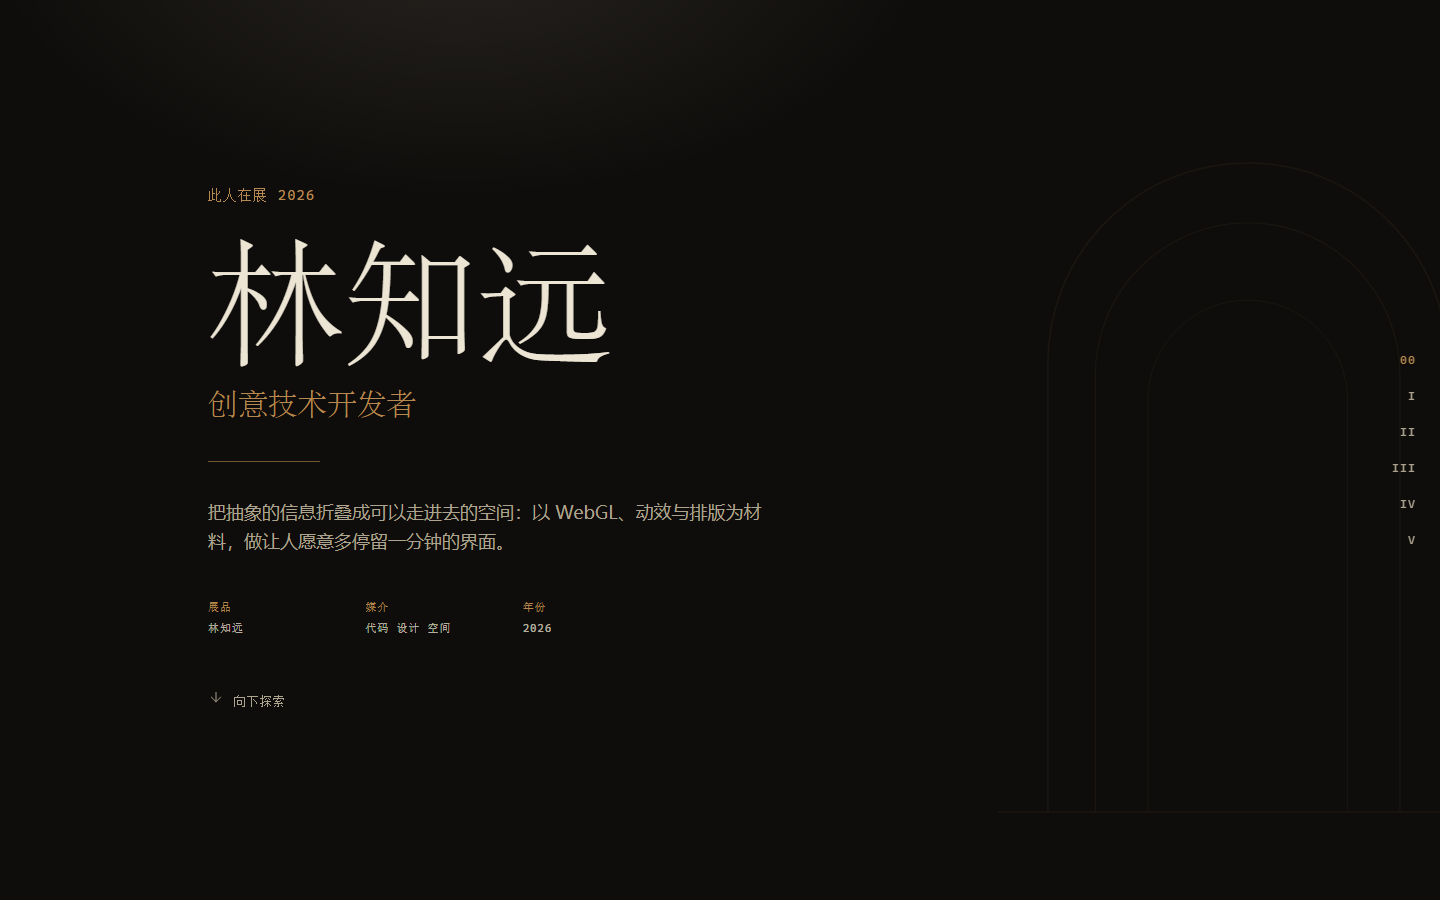 此人在展 2026
林知远
创意技术开发者
把抽象的信息折叠成可以走进去的空间：以 WebGL、动效与排版为材
料，做让人愿意多停留一分钟的界面。
展品 媒介 年份
林知远 代码 设计 空间 2026
向下探索
00
I
II
III
IV
V